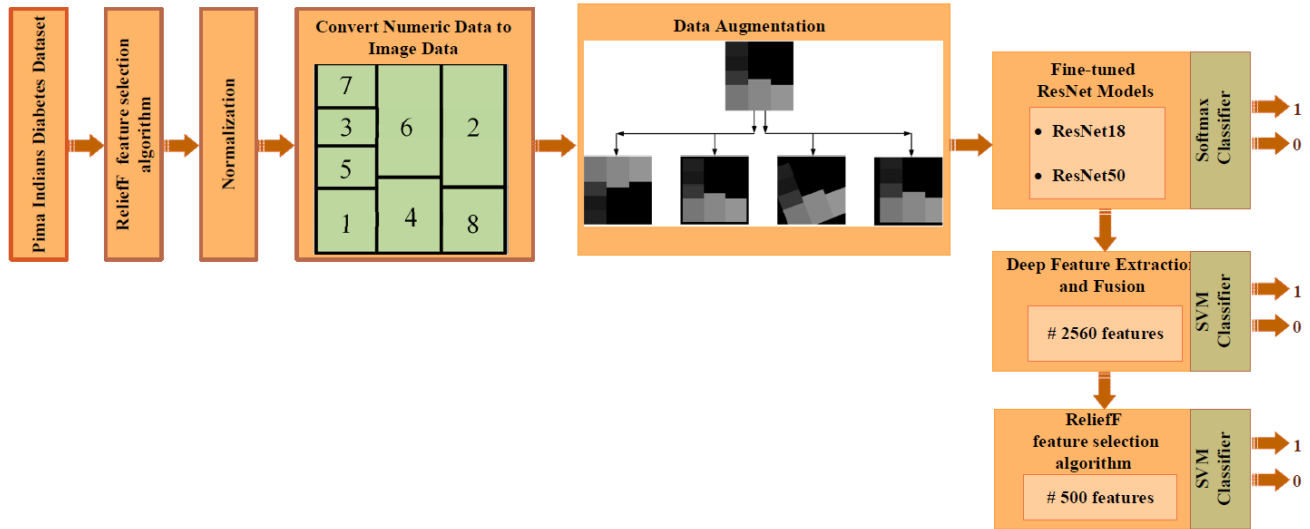 Pima Indians Diabetes Dataset
ReliefF feature selection
algorithm
Normalization
Convert Numeric Data to
Image Data
7
3
5
1
6
4
2
8
Data Augmentation
Fine-tuned
ResNet Models
• ResNet18
• ResNet50
Softmax
Classifier
1
0
Deep Feature Extraction
and Fusion
# 2560 features
SVM
Classifier
1
0
ReliefF
feature selection
algorithm
# 500 features
SVM
Classifier
1
0